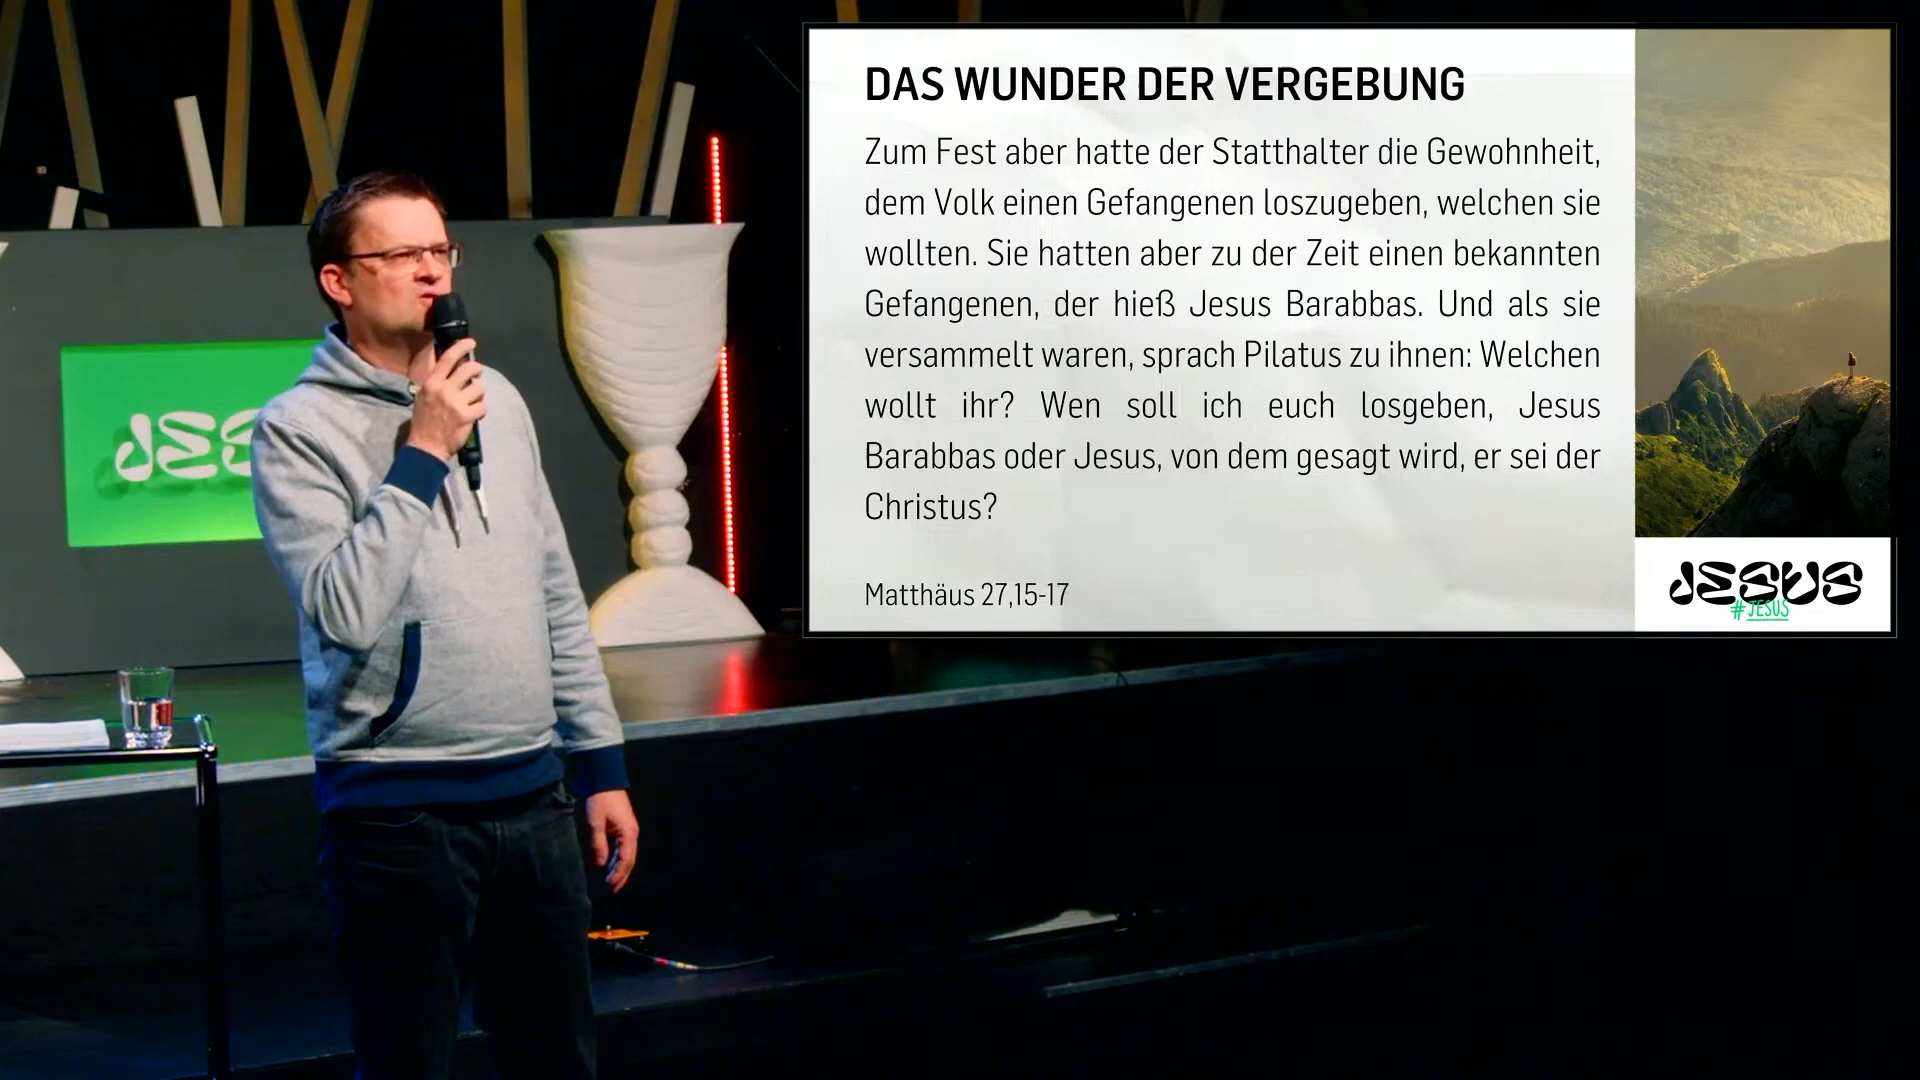 JES
DAS WUNDER DER VERGEBUNG
Zum Fest aber hatte der Statthalter die Gewohnheit,
dem Volk einen Gefangenen loszugeben, welchen sie
wollten. Sie hatten aber zu der Zeit einen bekannten
Gefangenen, der hieß Jesus Barabbas. Und als sie
versammelt waren, sprach Pilatus zu ihnen: Welchen
wollt ihr? Wen soll ich euch losgeben, Jesus
Barabbas oder Jesus, von dem gesagt wird, er sei der
Christus?
Matthäus 27,15-17
JESUS
#JESUS